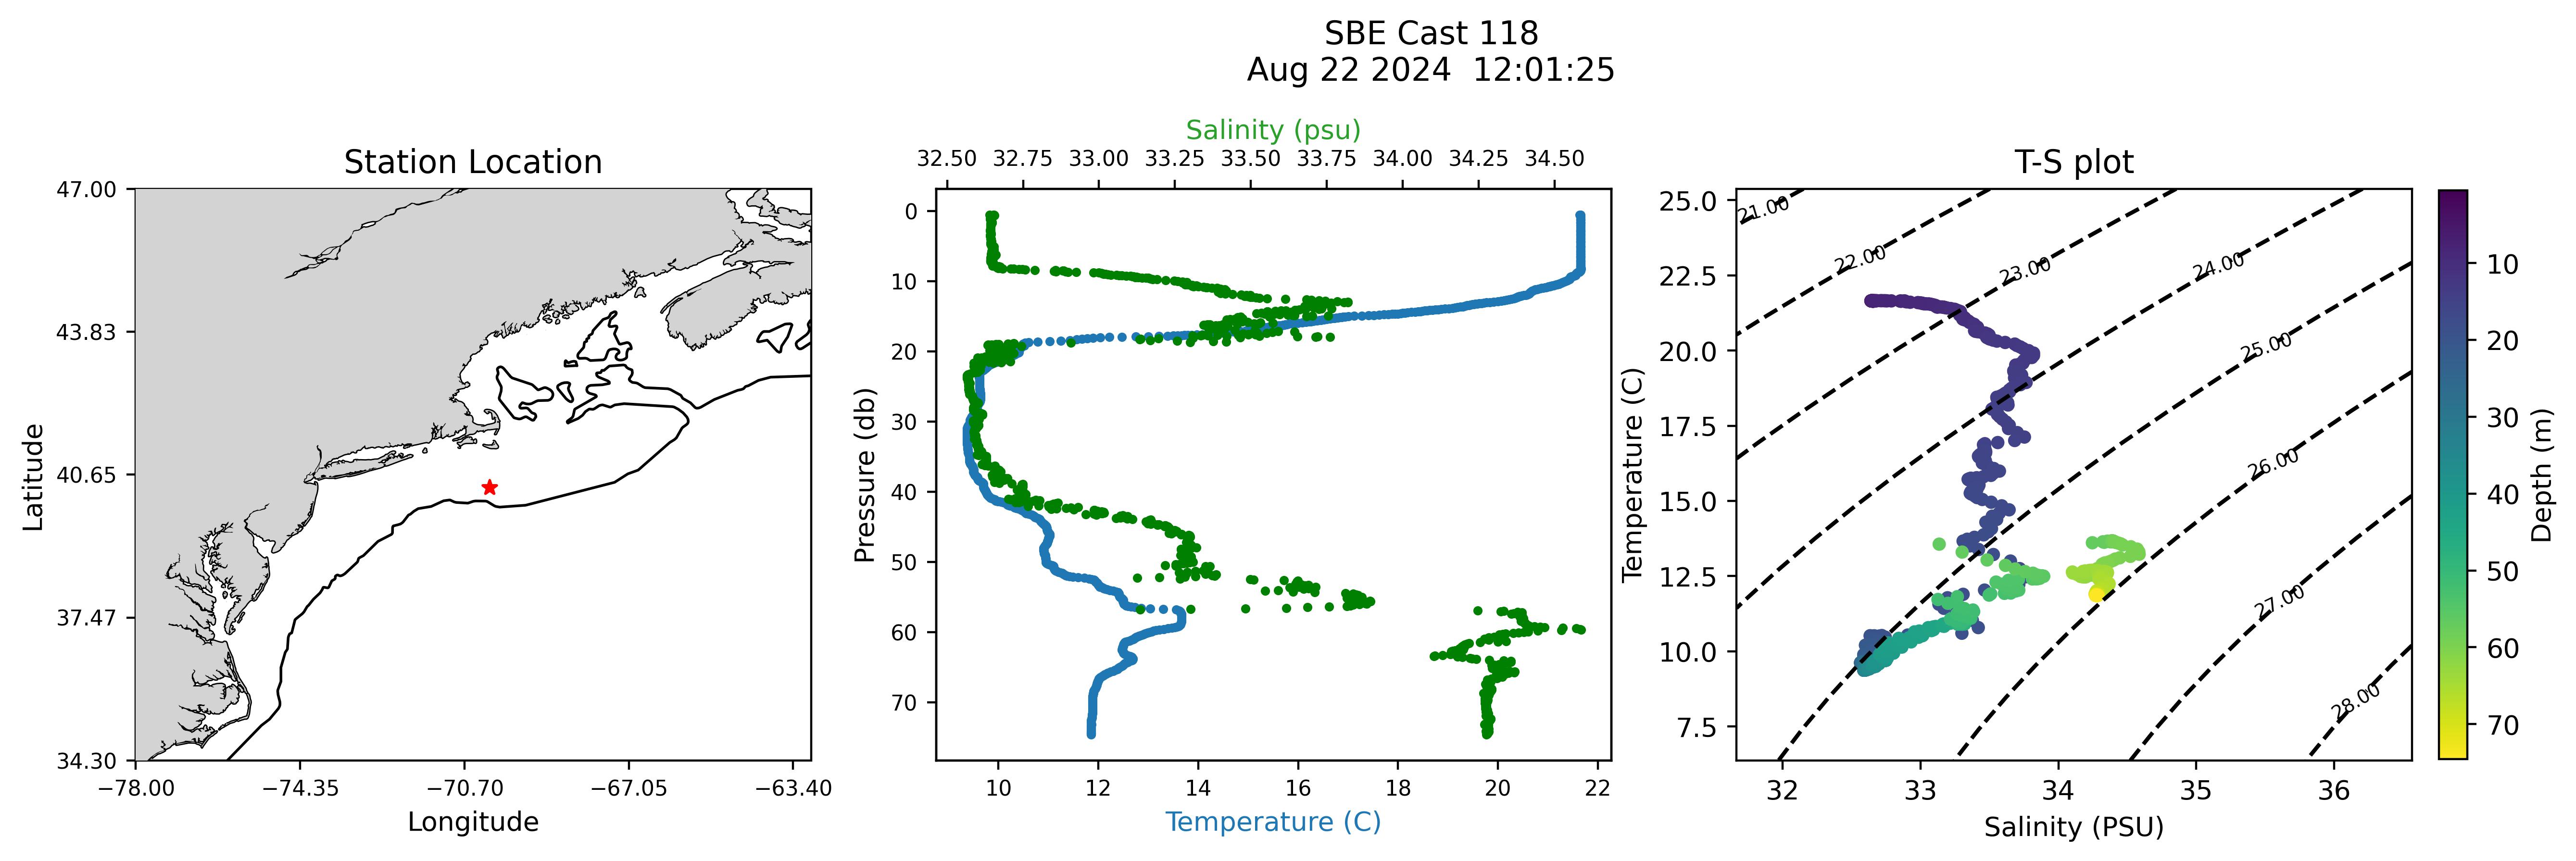 SBE Cast 118
Aug 22 2024  12:01:25
Station Location
47.00
43.83
40.65
37.47
34.30
−78.00 −74.35 −70.70 −67.05 −63.40
Latitude
Longitude
Salinity (psu)
32.50 32.75 33.00 33.25 33.50 33.75 34.00 34.25 34.50
0
10
20
30
40
50
60
70
Pressure (db)
10 12 14 16 18 20 22
Temperature (C)
T-S plot
25.0
22.5
20.0
17.5
15.0
12.5
10.0
7.5
Temperature (C)
21.00
22.00
23.00
24.00
25.00
26.00
27.00
28.00
32 33 34 35 36
Salinity (PSU)
10
20
30
40
50
60
70
Depth (m)